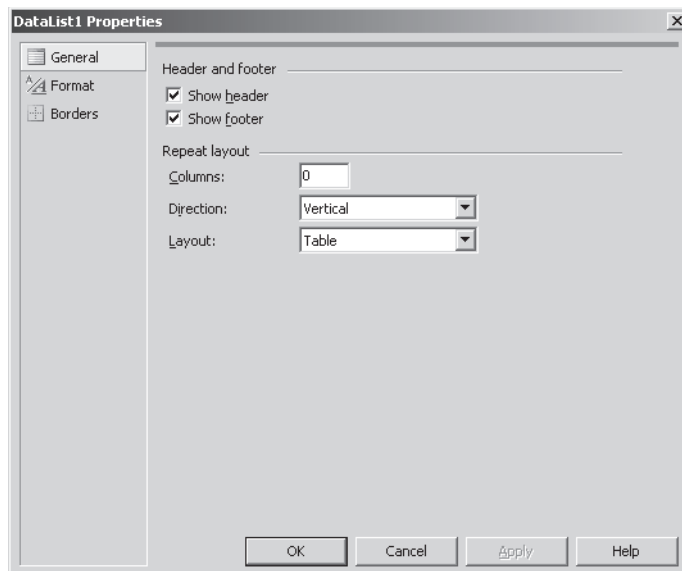 DataList1 Properties
General
Format
Borders
Header and footer
Show header
Show footer
Repeat layout
Columns: 0
Direction: Vertical
Layout: Table
OK Cancel Apply Help